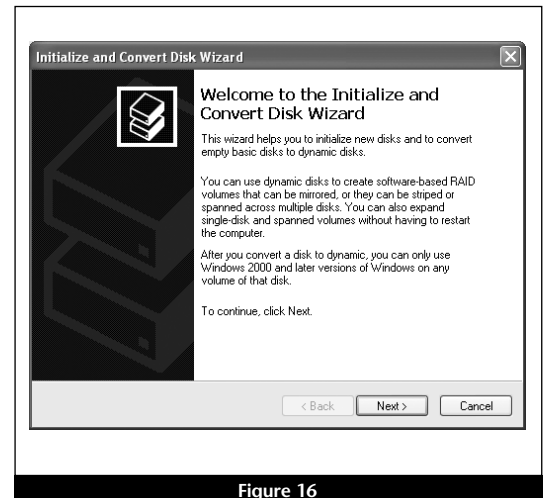 Initialize and Convert Disk Wizard
Welcome to the Initialize and
Convert Disk Wizard
This wizard helps you to initialize new disks and to convert
empty basic disks to dynamic disks.
You can use dynamic disks to create software-based RAID
volumes that can be mirrored, or they can be striped or
spanned across multiple disks. You can also expand
single-disk and spanned volumes without having to restart
the computer.
After you convert a disk to dynamic, you can only use
Windows 2000 and later versions of Windows on any
volume of that disk.
To continue, click Next.
< Back Next > Cancel
Figure 16